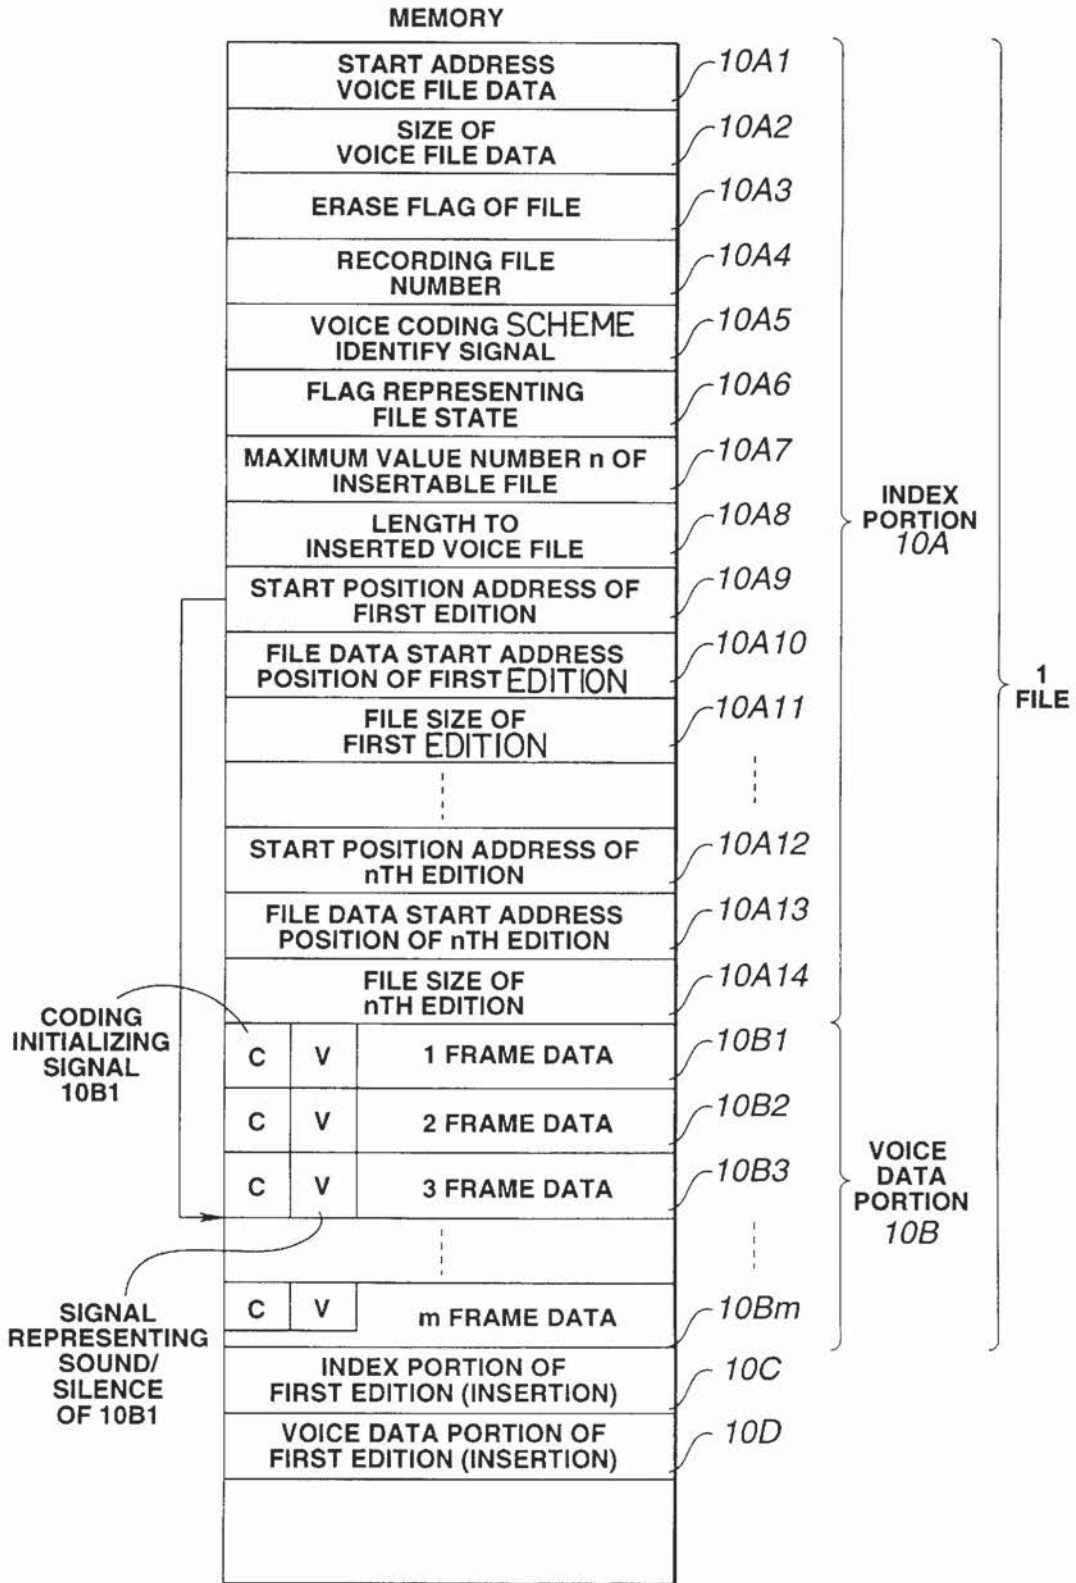 MEMORY
START ADDRESS
VOICE FILE DATA
10A1
SIZE OF
VOICE FILE DATA
10A2
ERASE FLAG OF FILE
10A3
RECORDING FILE
NUMBER
10A4
VOICE CODING SCHEME
IDENTIFY SIGNAL
10A5
FLAG REPRESENTING
FILE STATE
10A6
MAXIMUM VALUE NUMBER n OF
INSERTABLE FILE
10A7
LENGTH TO
INSERTED VOICE FILE
10A8
START POSITION ADDRESS OF
FIRST EDITION
10A9
FILE DATA START ADDRESS
POSITION OF FIRST EDITION
10A10
FILE SIZE OF
FIRST EDITION
10A11
START POSITION ADDRESS OF
nTH EDITION
10A12
FILE DATA START ADDRESS
POSITION OF nTH EDITION
10A13
FILE SIZE OF
nTH EDITION
10A14
INDEX
PORTION
10A
1
FILE
CODING
INITIALIZING
SIGNAL
10B1
C V 1 FRAME DATA
10B1
C V 2 FRAME DATA
10B2
C V 3 FRAME DATA
10B3
C V m FRAME DATA
10Bm
VOICE
DATA
PORTION
10B
SIGNAL
REPRESENTING
SOUND/
SILENCE
OF 10B1
INDEX PORTION OF
FIRST EDITION (INSERTION)
10C
VOICE DATA PORTION OF
FIRST EDITION (INSERTION)
10D